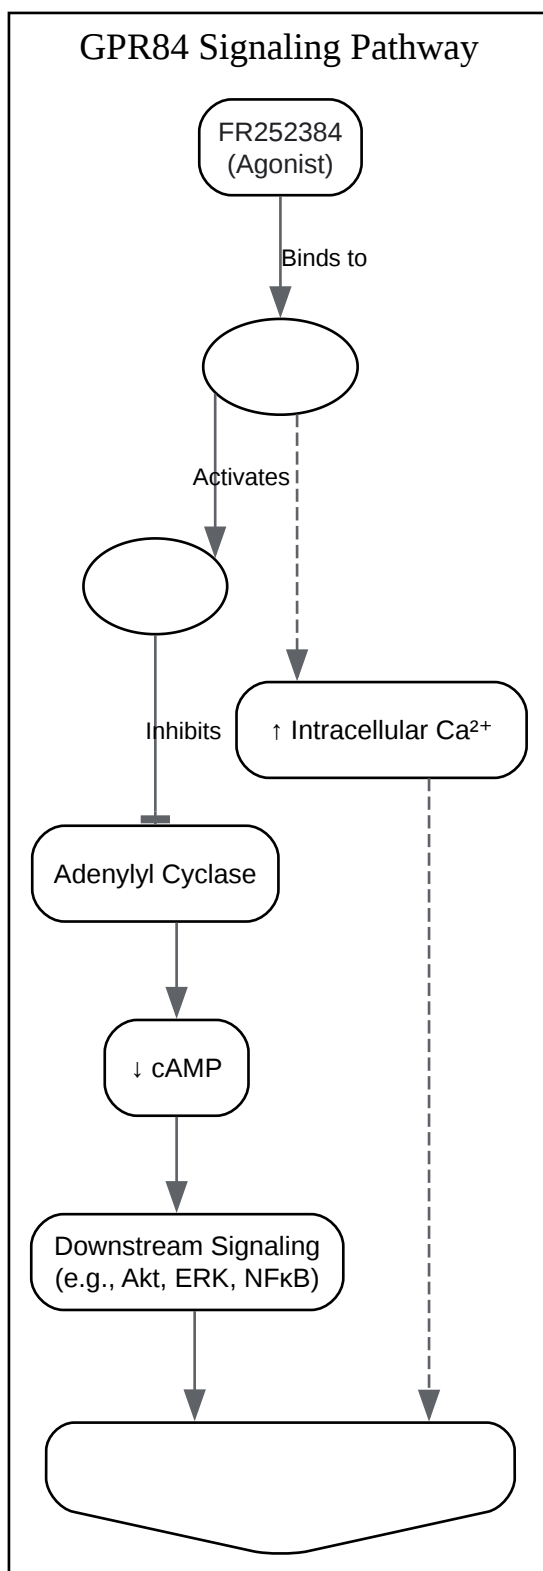 GPR84 Signaling Pathway
FR252384
(Agonist)
Binds to
Activates
Inhibits
↑ Intracellular Ca²⁺
Adenylyl Cyclase
↓ cAMP
Downstream Signaling
(e.g., Akt, ERK, NFκB)